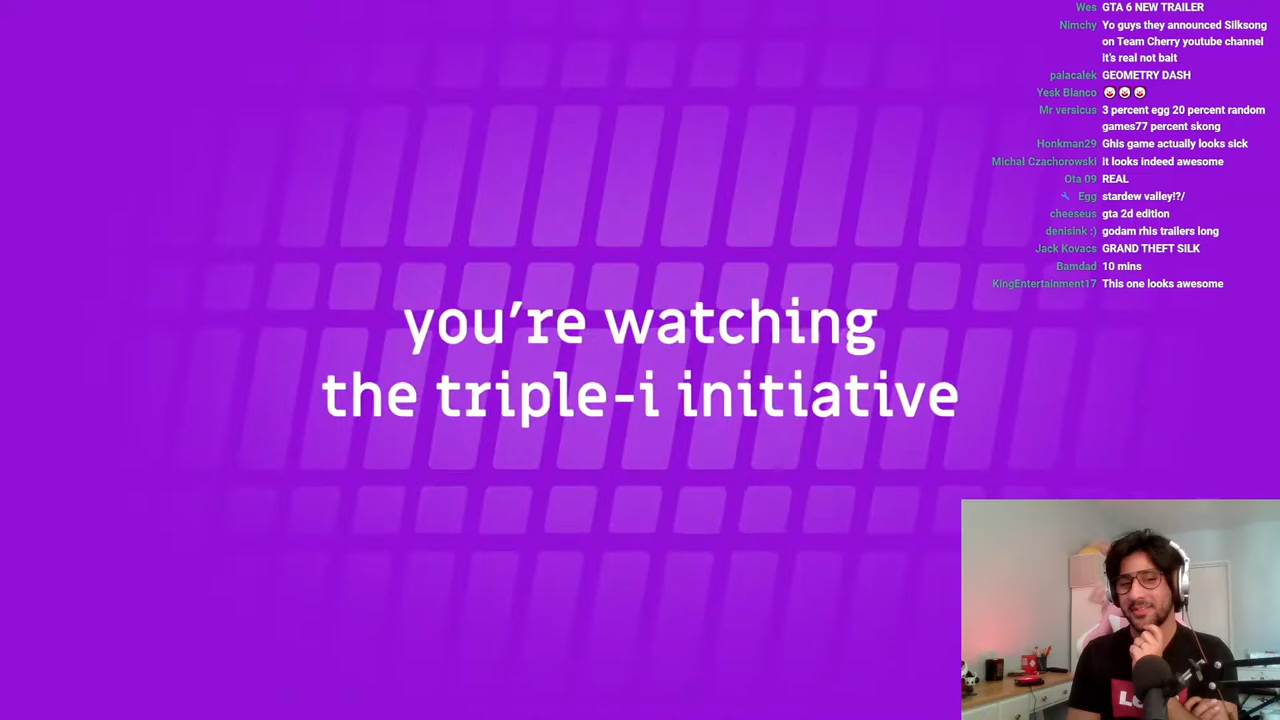 Wes GTA 6 NEW TRAILER
Nimchy Yo guys they announced Silksong
on Team Cherry youtube channel
it's real not bait
palacalek GEOMETRY DASH
Yesk Blanco 🤡🤡🤡
Mr versicus 3 percent egg 20 percent random
games77 percent skong
Honkman29 Ghis game actually looks sick
Michał Czachorowski it looks indeed awesome
Ota 09 REAL
Egg stardew valley!?/
cheeseus gta 2d edition
denisink :) godam rhis trailers long
Jack Kovacs GRAND THEFT SILK
Bamdad 10 mins
KingEntertainment17 This one looks awesome
you're watching
the triple-i initiative